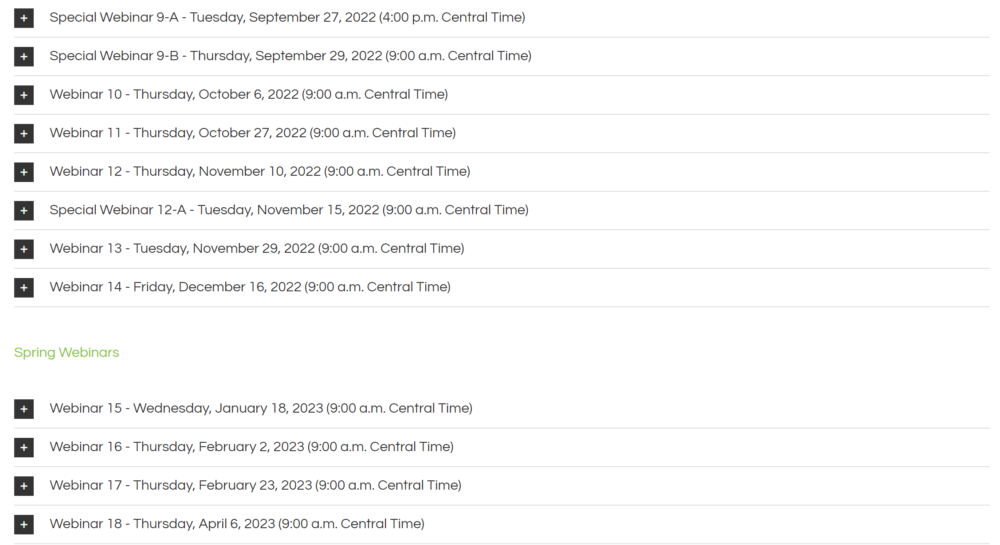 Special Webinar 9-A - Tuesday, September 27, 2022 (4:00 p.m. Central Time)
Special Webinar 9-B - Thursday, September 29, 2022 (9:00 a.m. Central Time)
Webinar 10 - Thursday, October 6, 2022 (9:00 a.m. Central Time)
Webinar 11 - Thursday, October 27, 2022 (9:00 a.m. Central Time)
Webinar 12 - Thursday, November 10, 2022 (9:00 a.m. Central Time)
Special Webinar 12-A - Tuesday, November 15, 2022 (9:00 a.m. Central Time)
Webinar 13 - Tuesday, November 29, 2022 (9:00 a.m. Central Time)
Webinar 14 - Friday, December 16, 2022 (9:00 a.m. Central Time)
Spring Webinars
Webinar 15 - Wednesday, January 18, 2023 (9:00 a.m. Central Time)
Webinar 16 - Thursday, February 2, 2023 (9:00 a.m. Central Time)
Webinar 17 - Thursday, February 23, 2023 (9:00 a.m. Central Time)
Webinar 18 - Thursday, April 6, 2023 (9:00 a.m. Central Time)